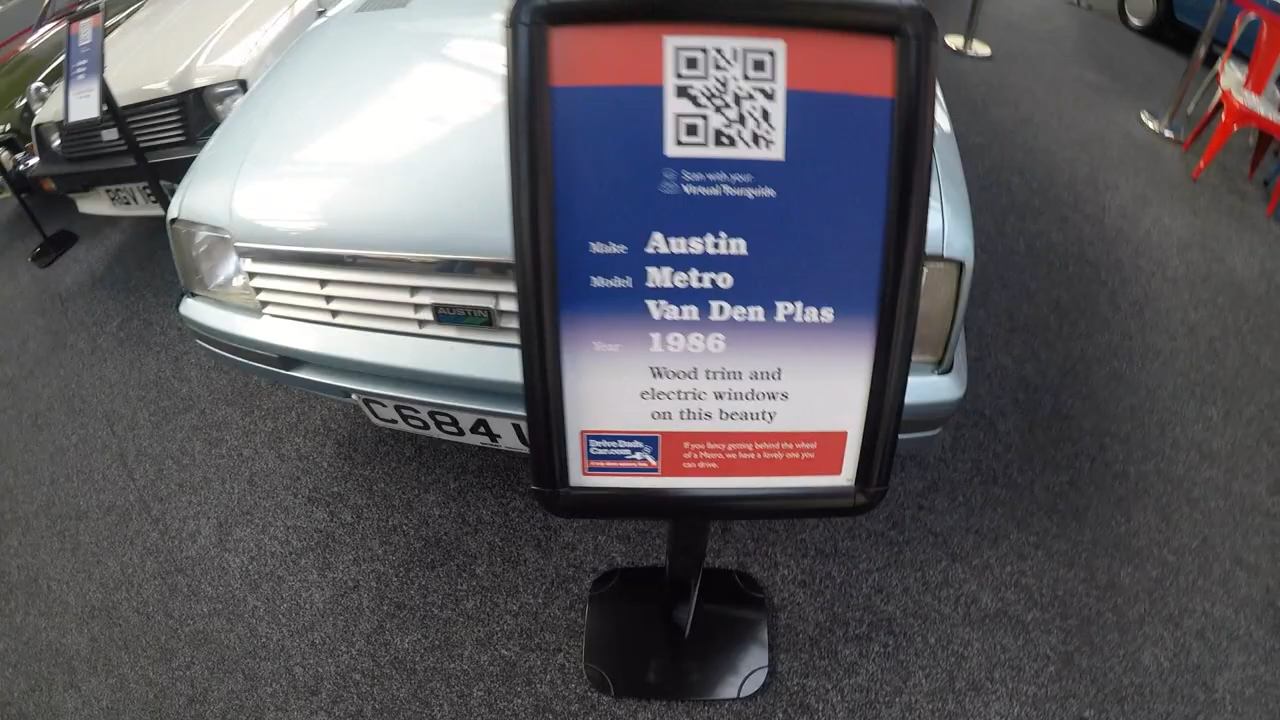 Scan with your
Virtual Tourguide
Make Austin
Model Metro
Van Den Plas
Year 1986
Wood trim and
electric windows
on this beauty
DriveDads
Car.com
If you fancy getting behind the wheel
of a Metro, we have a lovely one you
can drive.
AUSTIN
C684
RGV 18